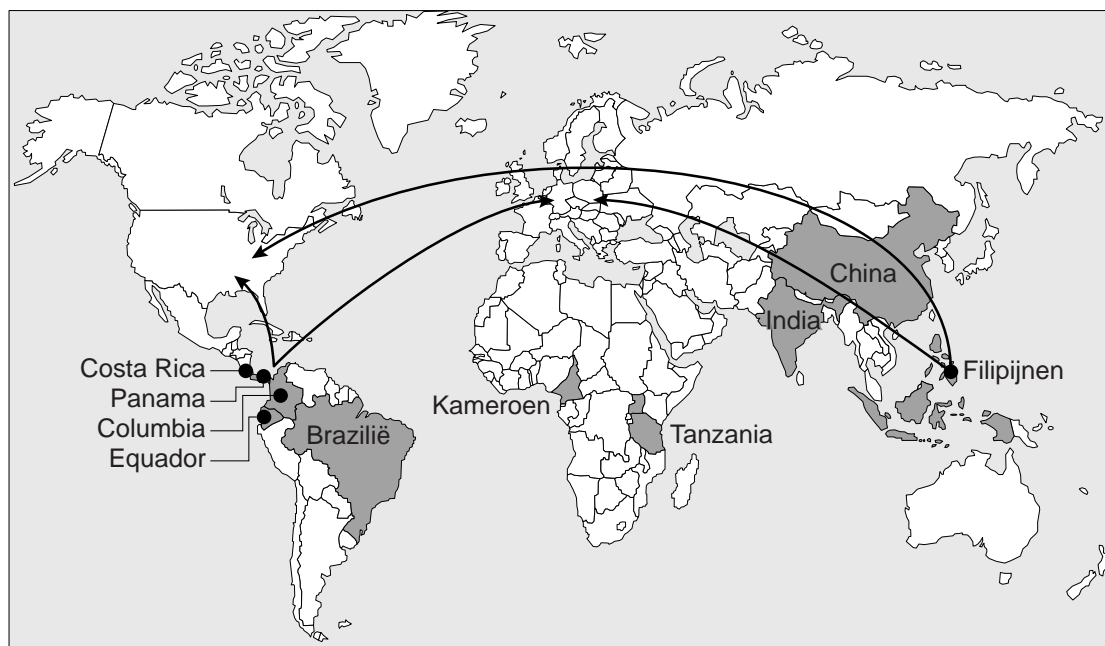 China
India
Costa Rica
Filipijnen
Panama
Kameroen
Columbia
Brazilië
Tanzania
Equador